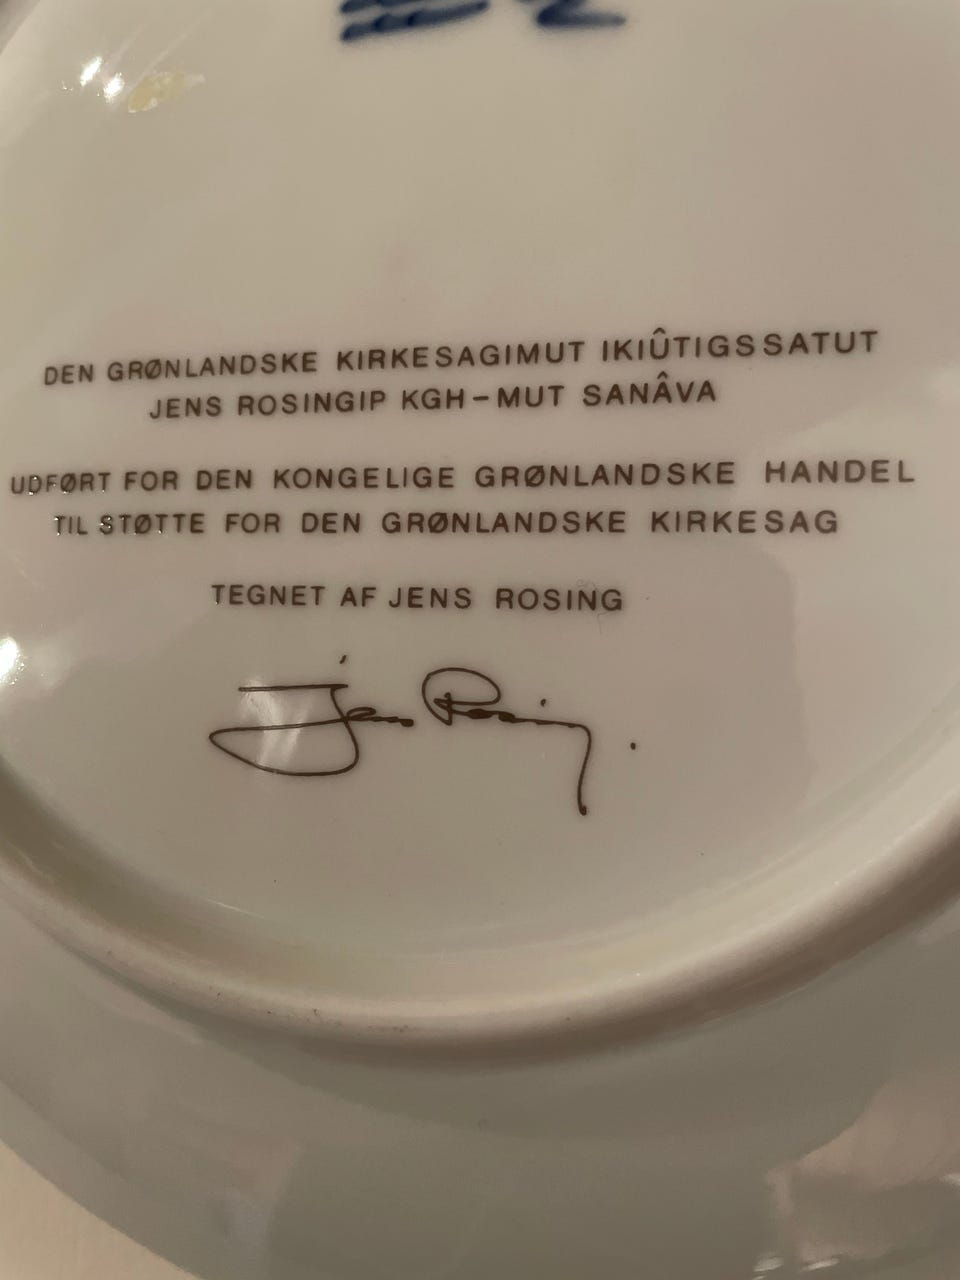 DEN GRØNLANDSKE KIRKESAGIMUT IKIÛTIGSSATUT
JENS ROSINGIP KGH-MUT SANÂVA
UDFØRT FOR DEN KONGELIGE GRØNLANDSKE HANDEL
TIL STØTTE FOR DEN GRØNLANDSKE KIRKESAG
TEGNET AF JENS ROSING
Jens Rosing.